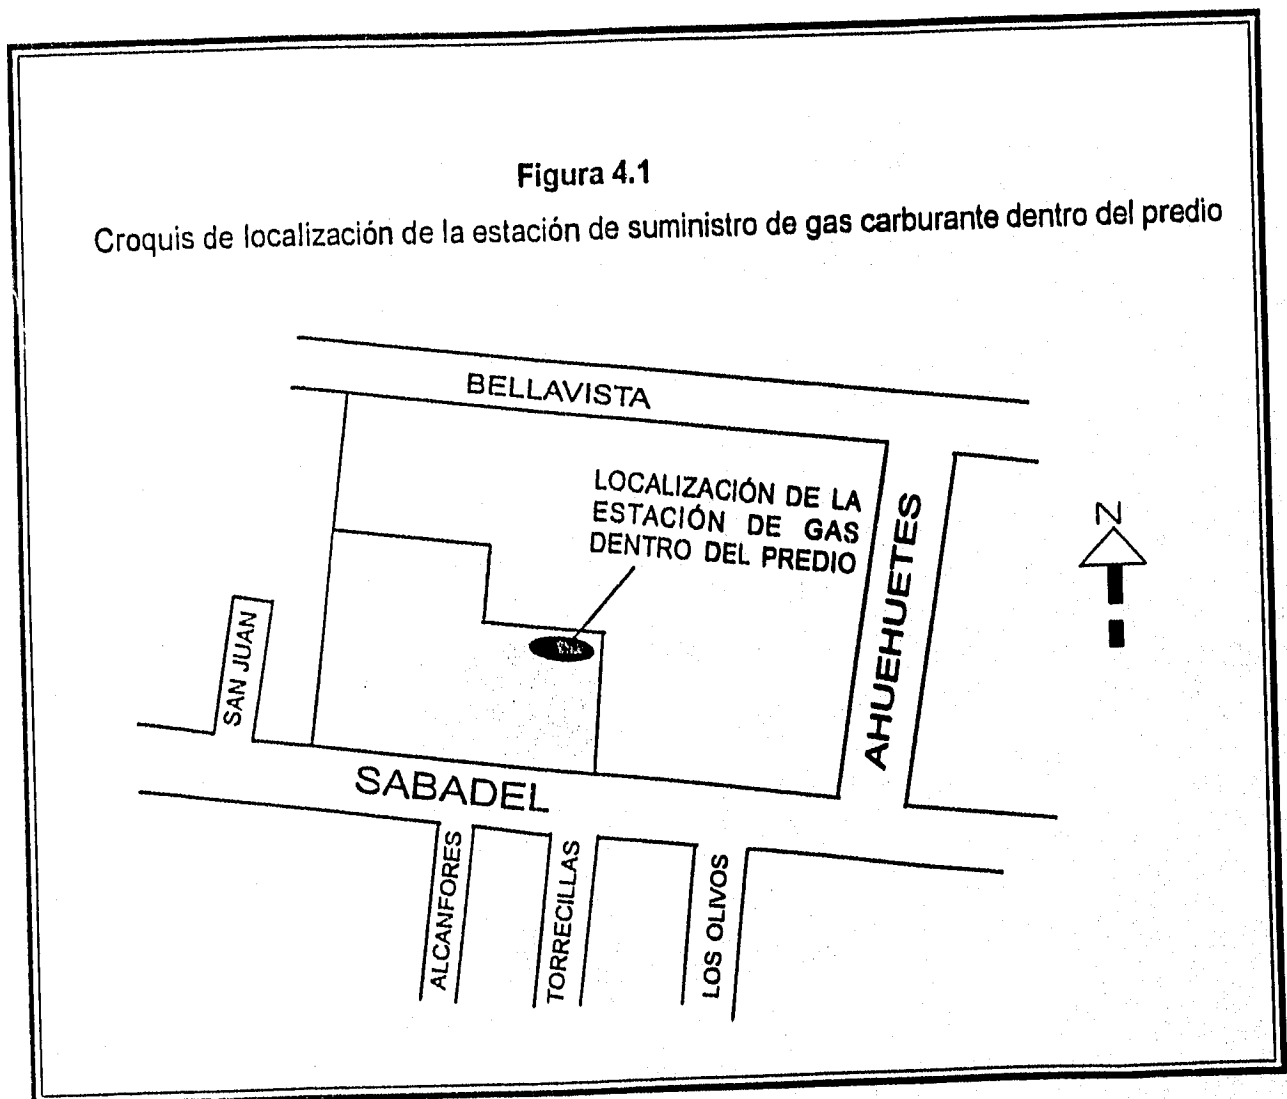 Figura 4.1
Croquis de localización de la estación de suministro de gas carburante dentro del predio
BELLAVISTA
LOCALIZACIÓN DE LA
ESTACIÓN DE GAS
DENTRO DEL PREDIO
AHUEHUETES
N
SAN JUAN
SABADEL
ALCANFORES
TORRECILLAS
LOS OLIVOS